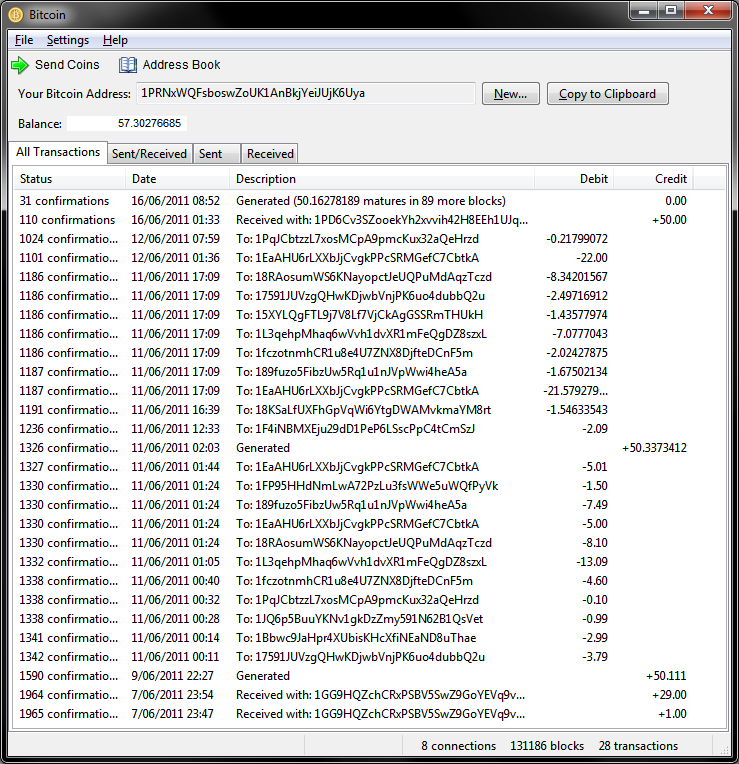 Bitcoin
File Settings Help
Send Coins Address Book
Your Bitcoin Address: 1PRNxWQFsboswZoUK1AnBkjYeiJUjK6Uya New... Copy to Clipboard
Balance: 57.30276685
All Transactions Sent/Received Sent Received
Status Date Description Debit Credit
31 confirmations 16/06/2011 08:52 Generated (50.16278189 matures in 89 more blocks) 0.00
110 confirmations 16/06/2011 01:33 Received with: 1PD6Cv3SZooekYh2xvvih42H8EEh1UJq... +50.00
1024 confirmatio... 12/06/2011 07:59 To: 1PqJCbtzzL7xosMCpA9pmcKux32aQeHrzd -0.21799072
1101 confirmatio... 12/06/2011 01:36 To: 1EaAHU6rLXXbJjCvgkPPcSRMGefC7CbtkA -22.00
1186 confirmatio... 11/06/2011 17:09 To: 18RAosumWS6KNayopctJeUQPuMdAqzTczd -8.34201567
1186 confirmatio... 11/06/2011 17:09 To: 17591JUVzgQHwKDjwbVnjPK6uo4dubbQ2u -2.49716912
1186 confirmatio... 11/06/2011 17:09 To: 15XYLQgFTL9j7V8Lf7VjCkAgGSSRmTHUkH -1.43577974
1186 confirmatio... 11/06/2011 17:09 To: 1L3qehpMhaq6wVvh1dvXR1mFeQgDZ8szxL -7.0777043
1186 confirmatio... 11/06/2011 17:09 To: 1fczotnmhCR1u8e4U7ZNX8DjfteDCnF5m -2.02427875
1187 confirmatio... 11/06/2011 17:09 To: 189fuzo5FibzUw5Rq1u1nJVpWwi4heA5a -1.67502134
1187 confirmatio... 11/06/2011 17:09 To: 1EaAHU6rLXXbJjCvgkPPcSRMGefC7CbtkA -21.579279...
1191 confirmatio... 11/06/2011 16:39 To: 18KSaLfUXFhGpVqWi6YtgDWAMvkmaYM8rt -1.54633543
1236 confirmatio... 11/06/2011 12:33 To: 1F4iNBMXEju29dD1PeP6LSscPpC4tCmSzJ -2.09
1326 confirmatio... 11/06/2011 02:03 Generated +50.3373412
1327 confirmatio... 11/06/2011 01:44 To: 1EaAHU6rLXXbJjCvgkPPcSRMGefC7CbtkA -5.01
1330 confirmatio... 11/06/2011 01:24 To: 1FP95HHdNmLwA72PzLu3fsWWe5uWQfPyVk -1.50
1330 confirmatio... 11/06/2011 01:24 To: 189fuzo5FibzUw5Rq1u1nJVpWwi4heA5a -7.49
1330 confirmatio... 11/06/2011 01:24 To: 1EaAHU6rLXXbJjCvgkPPcSRMGefC7CbtkA -5.00
1330 confirmatio... 11/06/2011 01:24 To: 18RAosumWS6KNayopctJeUQPuMdAqzTczd -8.10
1332 confirmatio... 11/06/2011 01:05 To: 1L3qehpMhaq6wVvh1dvXR1mFeQgDZ8szxL -13.09
1338 confirmatio... 11/06/2011 00:40 To: 1fczotnmhCR1u8e4U7ZNX8DjfteDCnF5m -4.60
1338 confirmatio... 11/06/2011 00:32 To: 1PqJCbtzzL7xosMCpA9pmcKux32aQeHrzd -0.10
1338 confirmatio... 11/06/2011 00:28 To: 1JQ6p5BuuYKNv1gkDzZmy591N62B1QsVet -0.99
1341 confirmatio... 11/06/2011 00:14 To: 1Bbwc9JaHpr4XUbisKHcXfiNEaND8uThae -2.99
1342 confirmatio... 11/06/2011 00:11 To: 17591JUVzgQHwKDjwbVnjPK6uo4dubbQ2u -3.79
1590 confirmatio... 9/06/2011 22:27 Generated +50.111
1964 confirmatio... 7/06/2011 23:54 Received with: 1GG9HQZchCRxPSBV5SwZ9GoYEVq9v... +29.00
1965 confirmatio... 7/06/2011 23:47 Received with: 1GG9HQZchCRxPSBV5SwZ9GoYEVq9v... +1.00
8 connections 131186 blocks 28 transactions